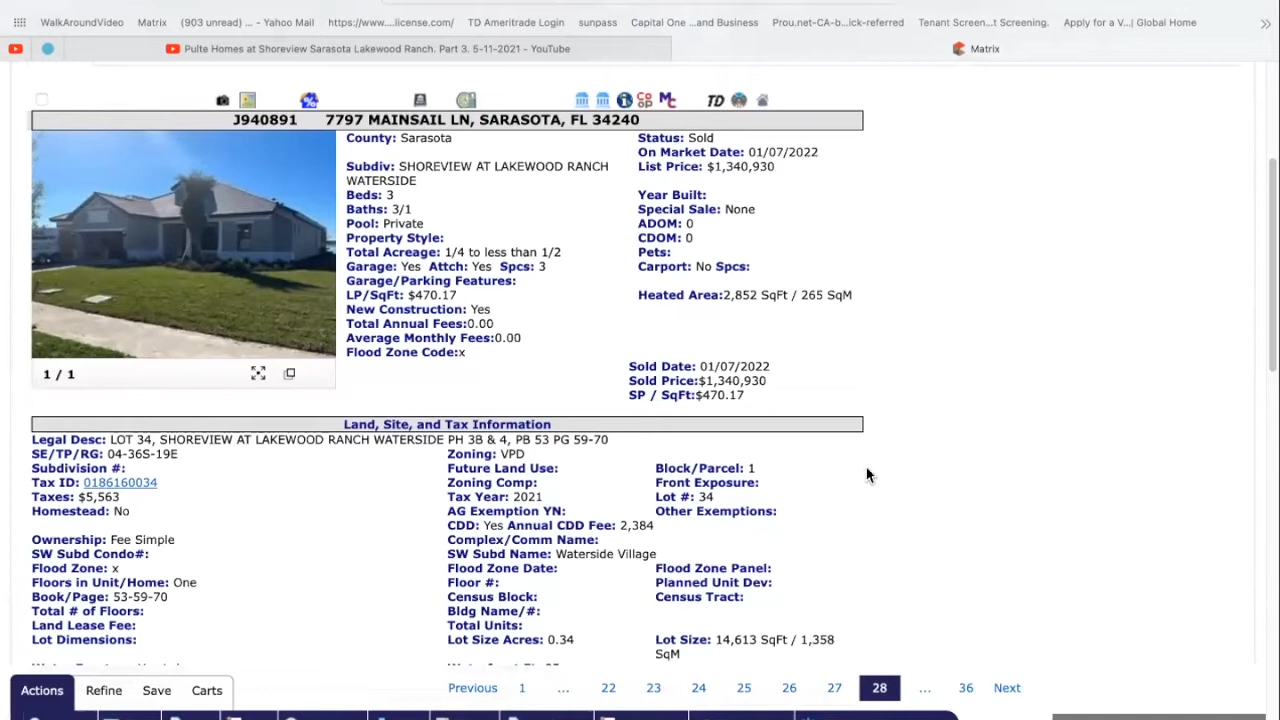 WalkAroundVideo Matrix (903 unread) ... - Yahoo Mail https://www....license.com/ TD Ameritrade Login sunpass Capital One ...and Business Prou.net-CA-b...ick-referred Tenant Screen...t Screening. Apply for a V...| Global Home
Pulte Homes at Shoreview Sarasota Lakewood Ranch. Part 3. 5-11-2021 - YouTube Matrix
J940891 7797 MAINSAIL LN, SARASOTA, FL 34240
County: Sarasota Status: Sold
On Market Date: 01/07/2022
Subdiv: SHOREVIEW AT LAKEWOOD RANCH List Price: $1,340,930
WATERSIDE
Beds: 3 Year Built:
Baths: 3/1 Special Sale: None
Pool: Private ADOM: 0
Property Style: CDOM: 0
Total Acreage: 1/4 to less than 1/2 Pets:
Garage: Yes Attch: Yes Spcs: 3 Carport: No Spcs:
Garage/Parking Features:
LP/SqFt: $470.17 Heated Area:2,852 SqFt / 265 SqM
New Construction: Yes
Total Annual Fees:0.00
Average Monthly Fees:0.00
Flood Zone Code:x
Sold Date: 01/07/2022
1 / 1 Sold Price:$1,340,930
SP / SqFt:$470.17
Land, Site, and Tax Information
Legal Desc: LOT 34, SHOREVIEW AT LAKEWOOD RANCH WATERSIDE PH 3B & 4, PB 53 PG 59-70
SE/TP/RG: 04-36S-19E Zoning: VPD
Subdivision #: Future Land Use: Block/Parcel: 1
Tax ID: 0186160034 Zoning Comp: Front Exposure:
Taxes: $5,563 Tax Year: 2021 Lot #: 34
Homestead: No AG Exemption YN: Other Exemptions:
CDD: Yes Annual CDD Fee: 2,384
Ownership: Fee Simple Complex/Comm Name:
SW Subd Condo#: SW Subd Name: Waterside Village
Flood Zone: x Flood Zone Date: Flood Zone Panel:
Floors in Unit/Home: One Floor #: Planned Unit Dev:
Book/Page: 53-59-70 Census Block: Census Tract:
Total # of Floors: Bldg Name/#:
Land Lease Fee: Total Units:
Lot Dimensions: Lot Size Acres: 0.34 Lot Size: 14,613 SqFt / 1,358
SqM
Actions Refine Save Carts Previous 1 ... 22 23 24 25 26 27 28 ... 36 Next